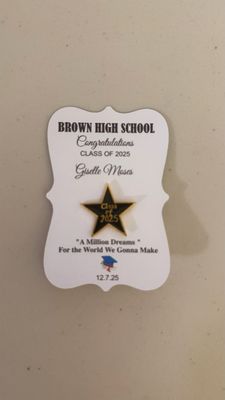 BROWN HIGH SCHOOL
Congratulations
CLASS OF 2025
Giselle Moses
Class
of
2025
"A Million Dreams "
For the World We Gonna Make
12.7.25